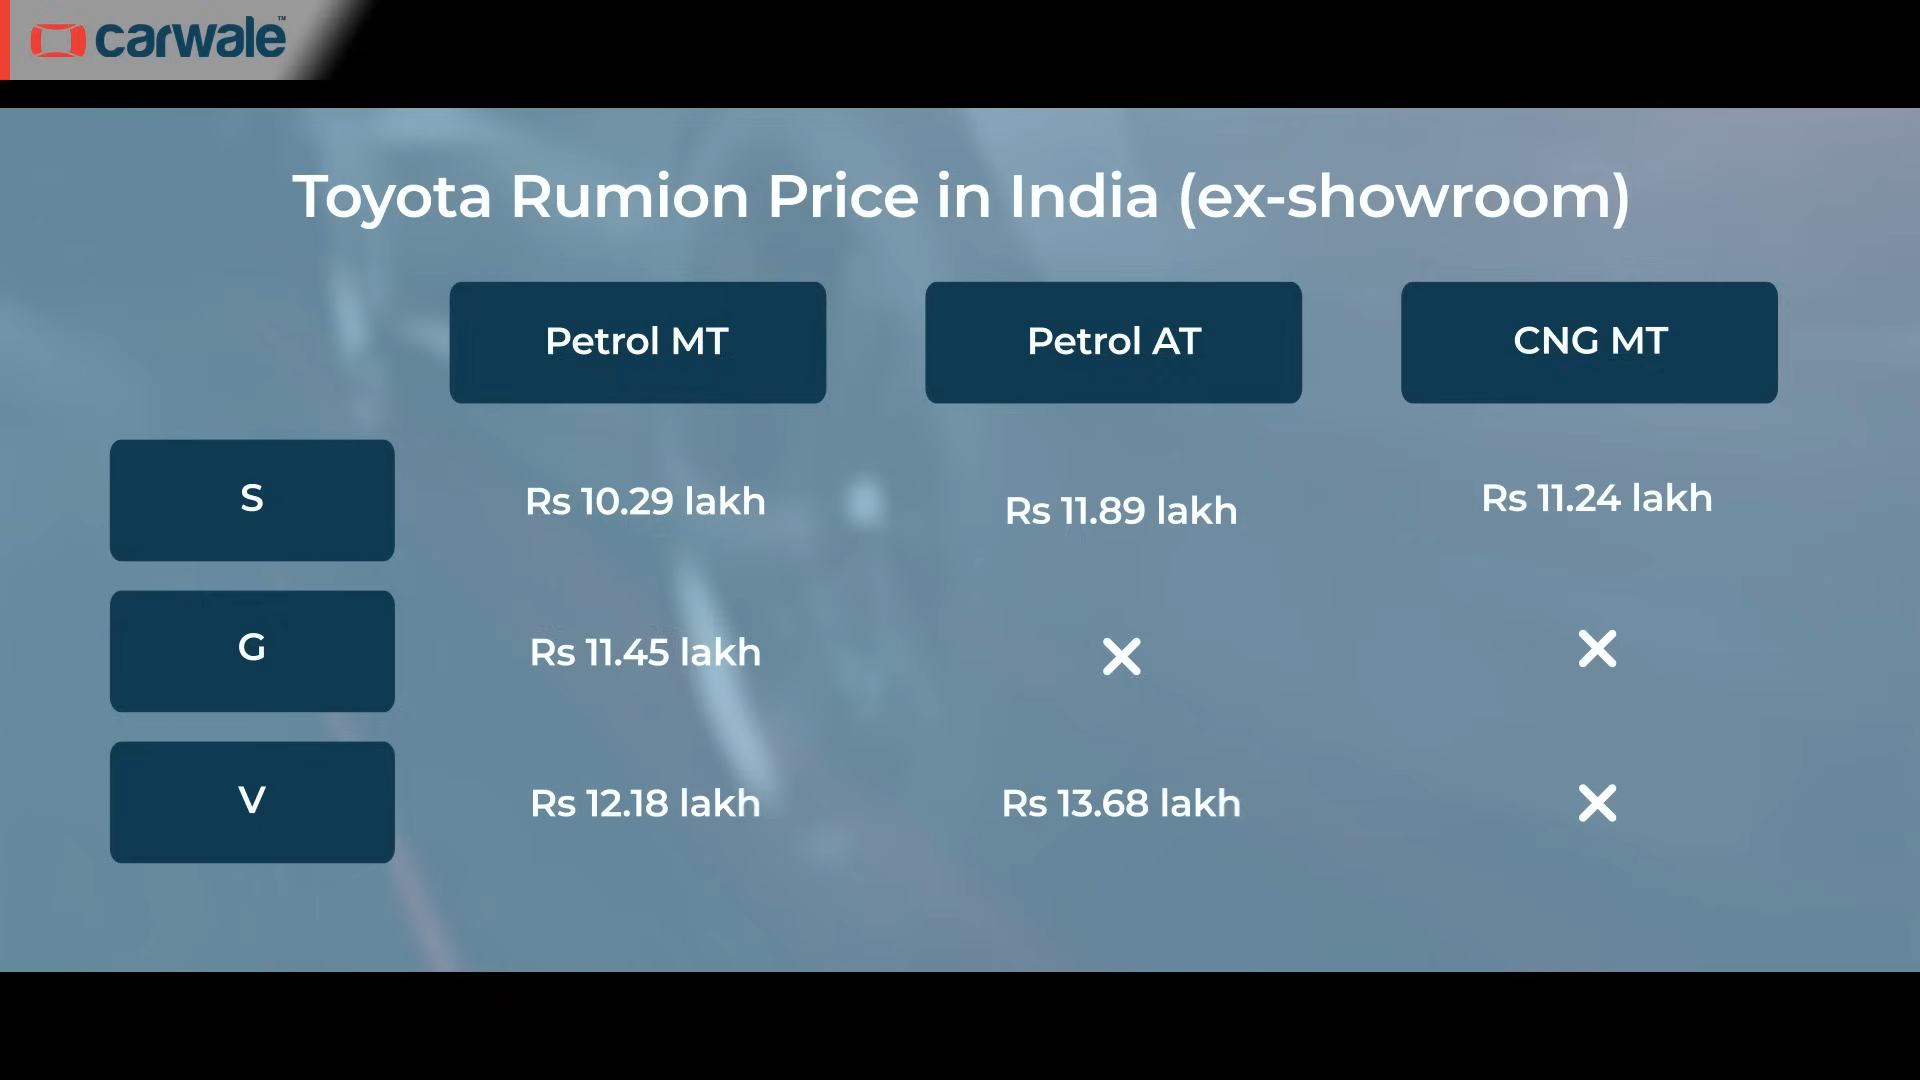 carwale™
Toyota Rumion Price in India (ex-showroom)
Petrol MT Petrol AT CNG MT
S Rs 10.29 lakh Rs 11.89 lakh Rs 11.24 lakh
G Rs 11.45 lakh
V Rs 12.18 lakh Rs 13.68 lakh